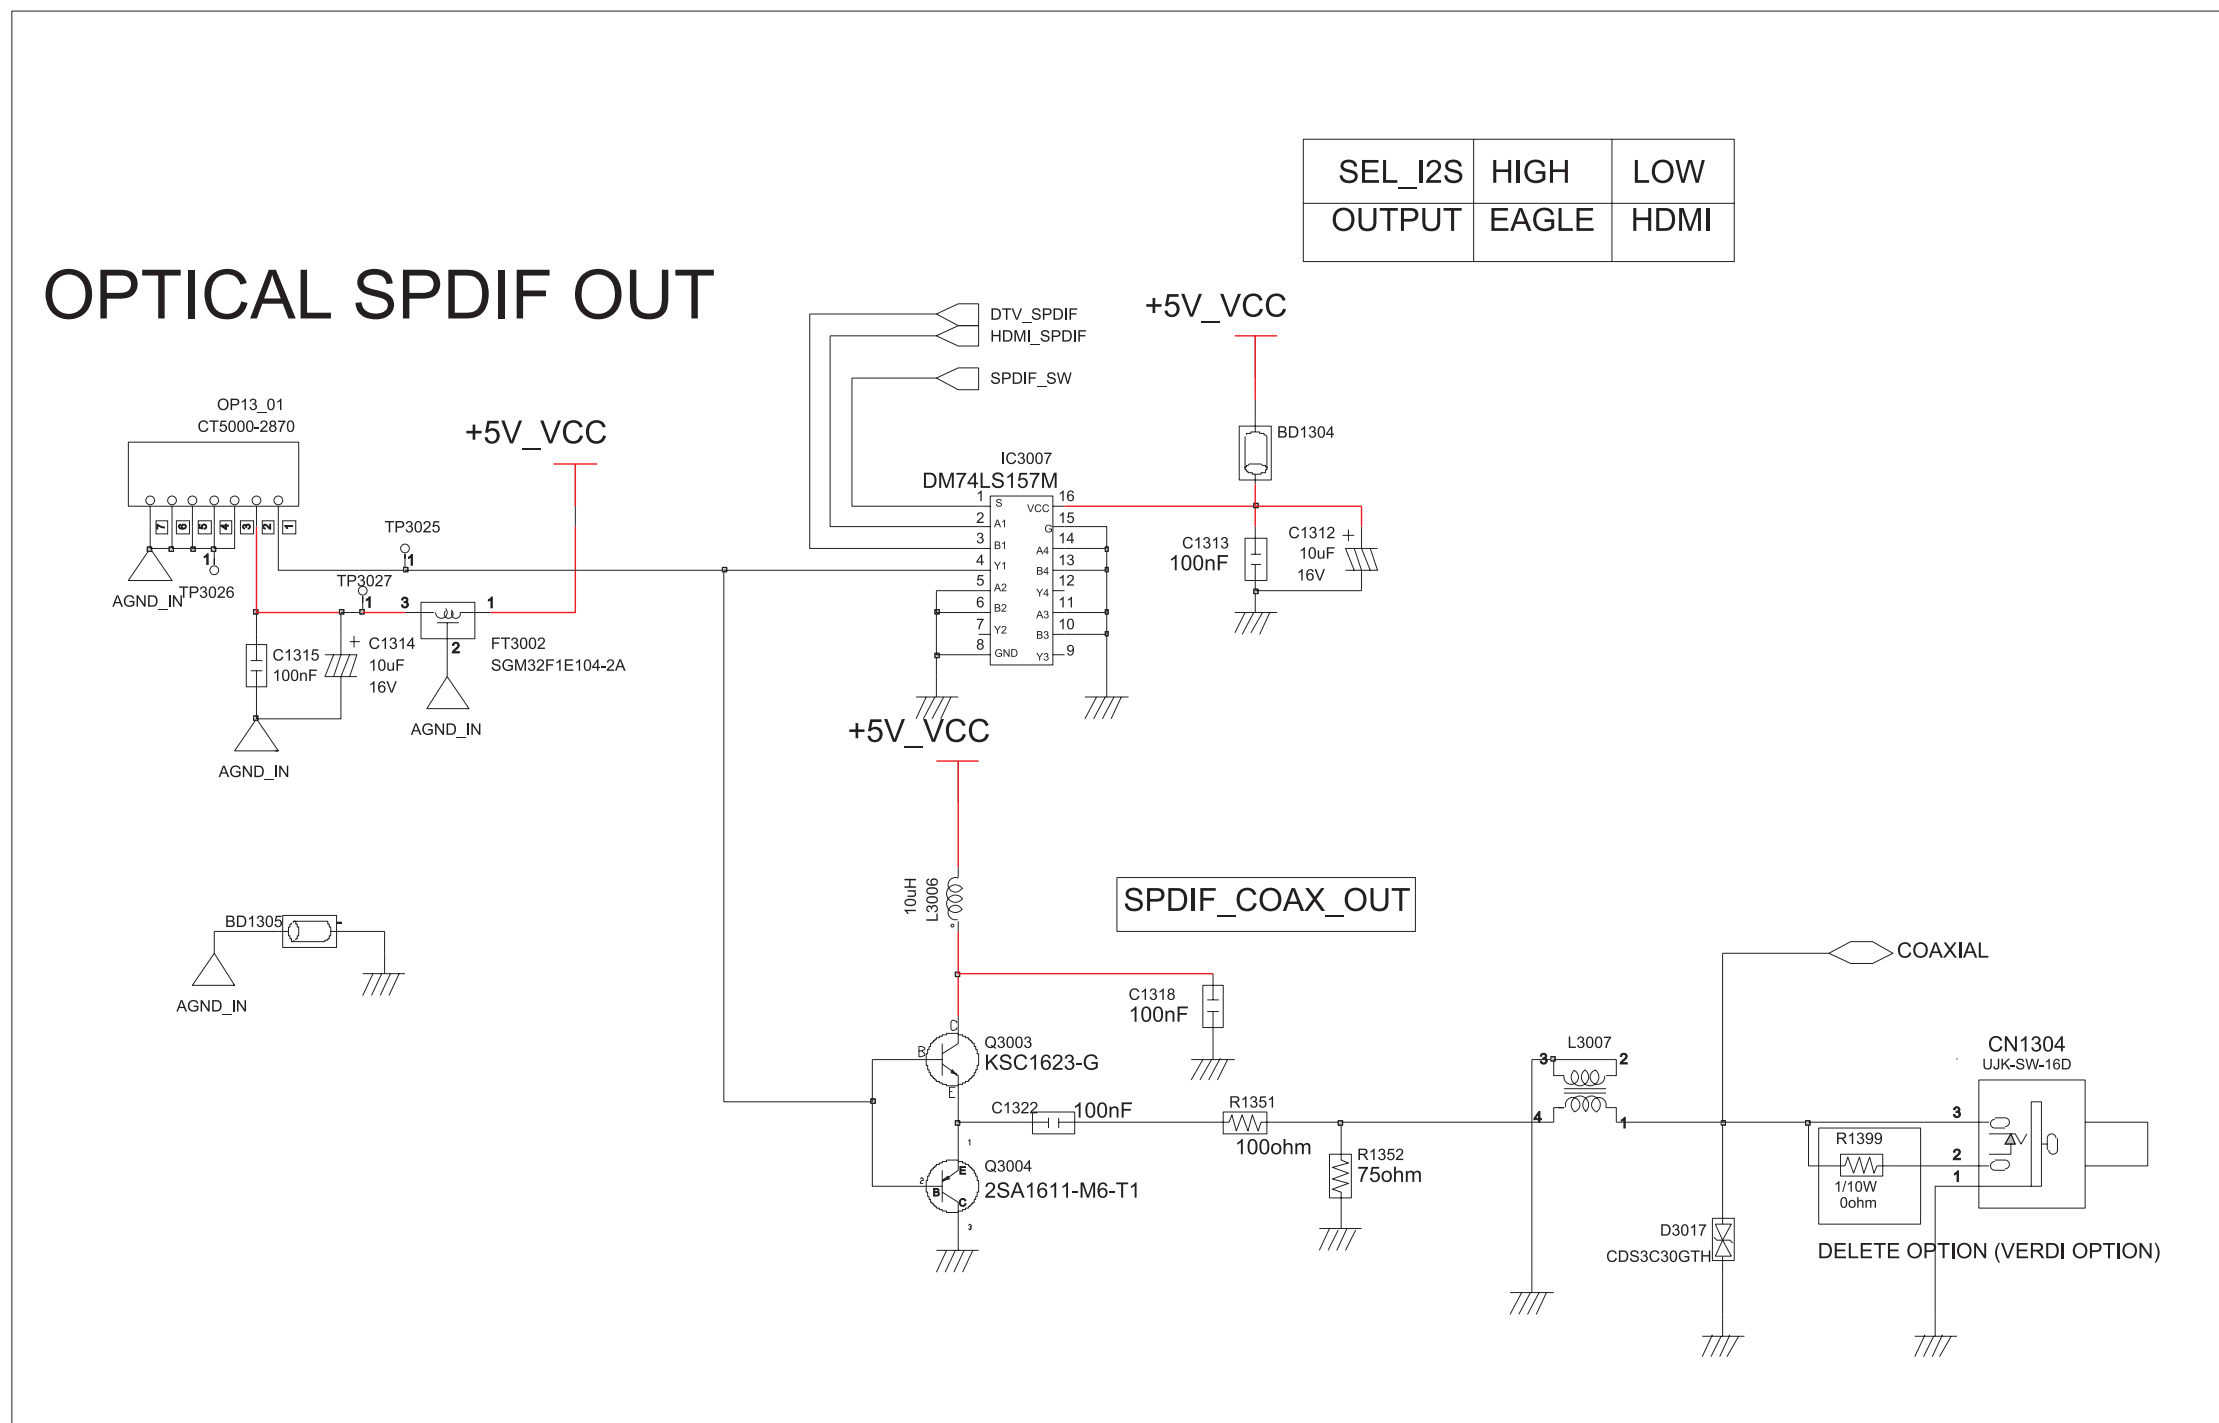 SEL_I2S HIGH LOW
OUTPUT EAGLE HDMI
OPTICAL SPDIF OUT
DTV_SPDIF
HDMI_SPDIF
SPDIF_SW
+5V_VCC
BD1304
OP13_01
CT5000-2870
+5V_VCC
7 6 5 4 3 2 1
TP3025
1
1
TP3026
AGND_IN
TP3027
1
3
1
2
FT3002
SGM32F1E104-2A
C1315
100nF
+ C1314
10uF
16V
AGND_IN
AGND_IN
IC3007
DM74LS157M
1 S VCC 16
2 A1 G 15
3 B1 A4 14
4 Y1 B4 13
5 A2 Y4 12
6 B2 A3 11
7 Y2 B3 10
8 GND Y3 9
C1313
100nF
C1312 +
10uF
16V
+5V_VCC
10uH
L3006
SPDIF_COAX_OUT
BD1305
AGND_IN
C1318
100nF
C
B
E
Q3003
KSC1623-G
C1322 100nF
R1351
100ohm
R1352
75ohm
1
2
3
E
B
C
Q3004
2SA1611-M6-T1
L3007
3 2
4 1
COAXIAL
CN1304
UJK-SW-16D
3
2
1
R1399
1/10W
0ohm
D3017
CDS3C30GTH
DELETE OPTION (VERDI OPTION)